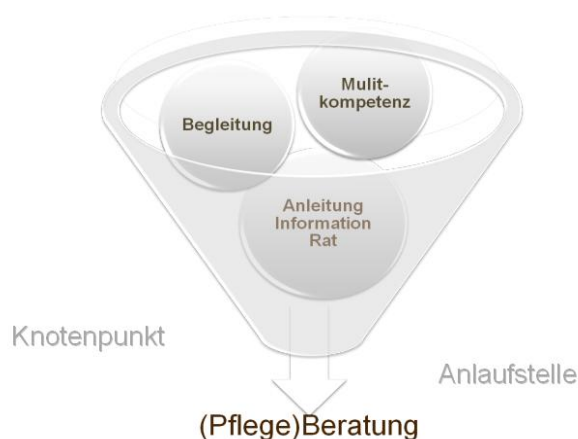 Mulit-
kompetenz
Begleitung
Anleitung
Information
Rat
Knotenpunkt
Anlaufstelle
(Pflege)Beratung